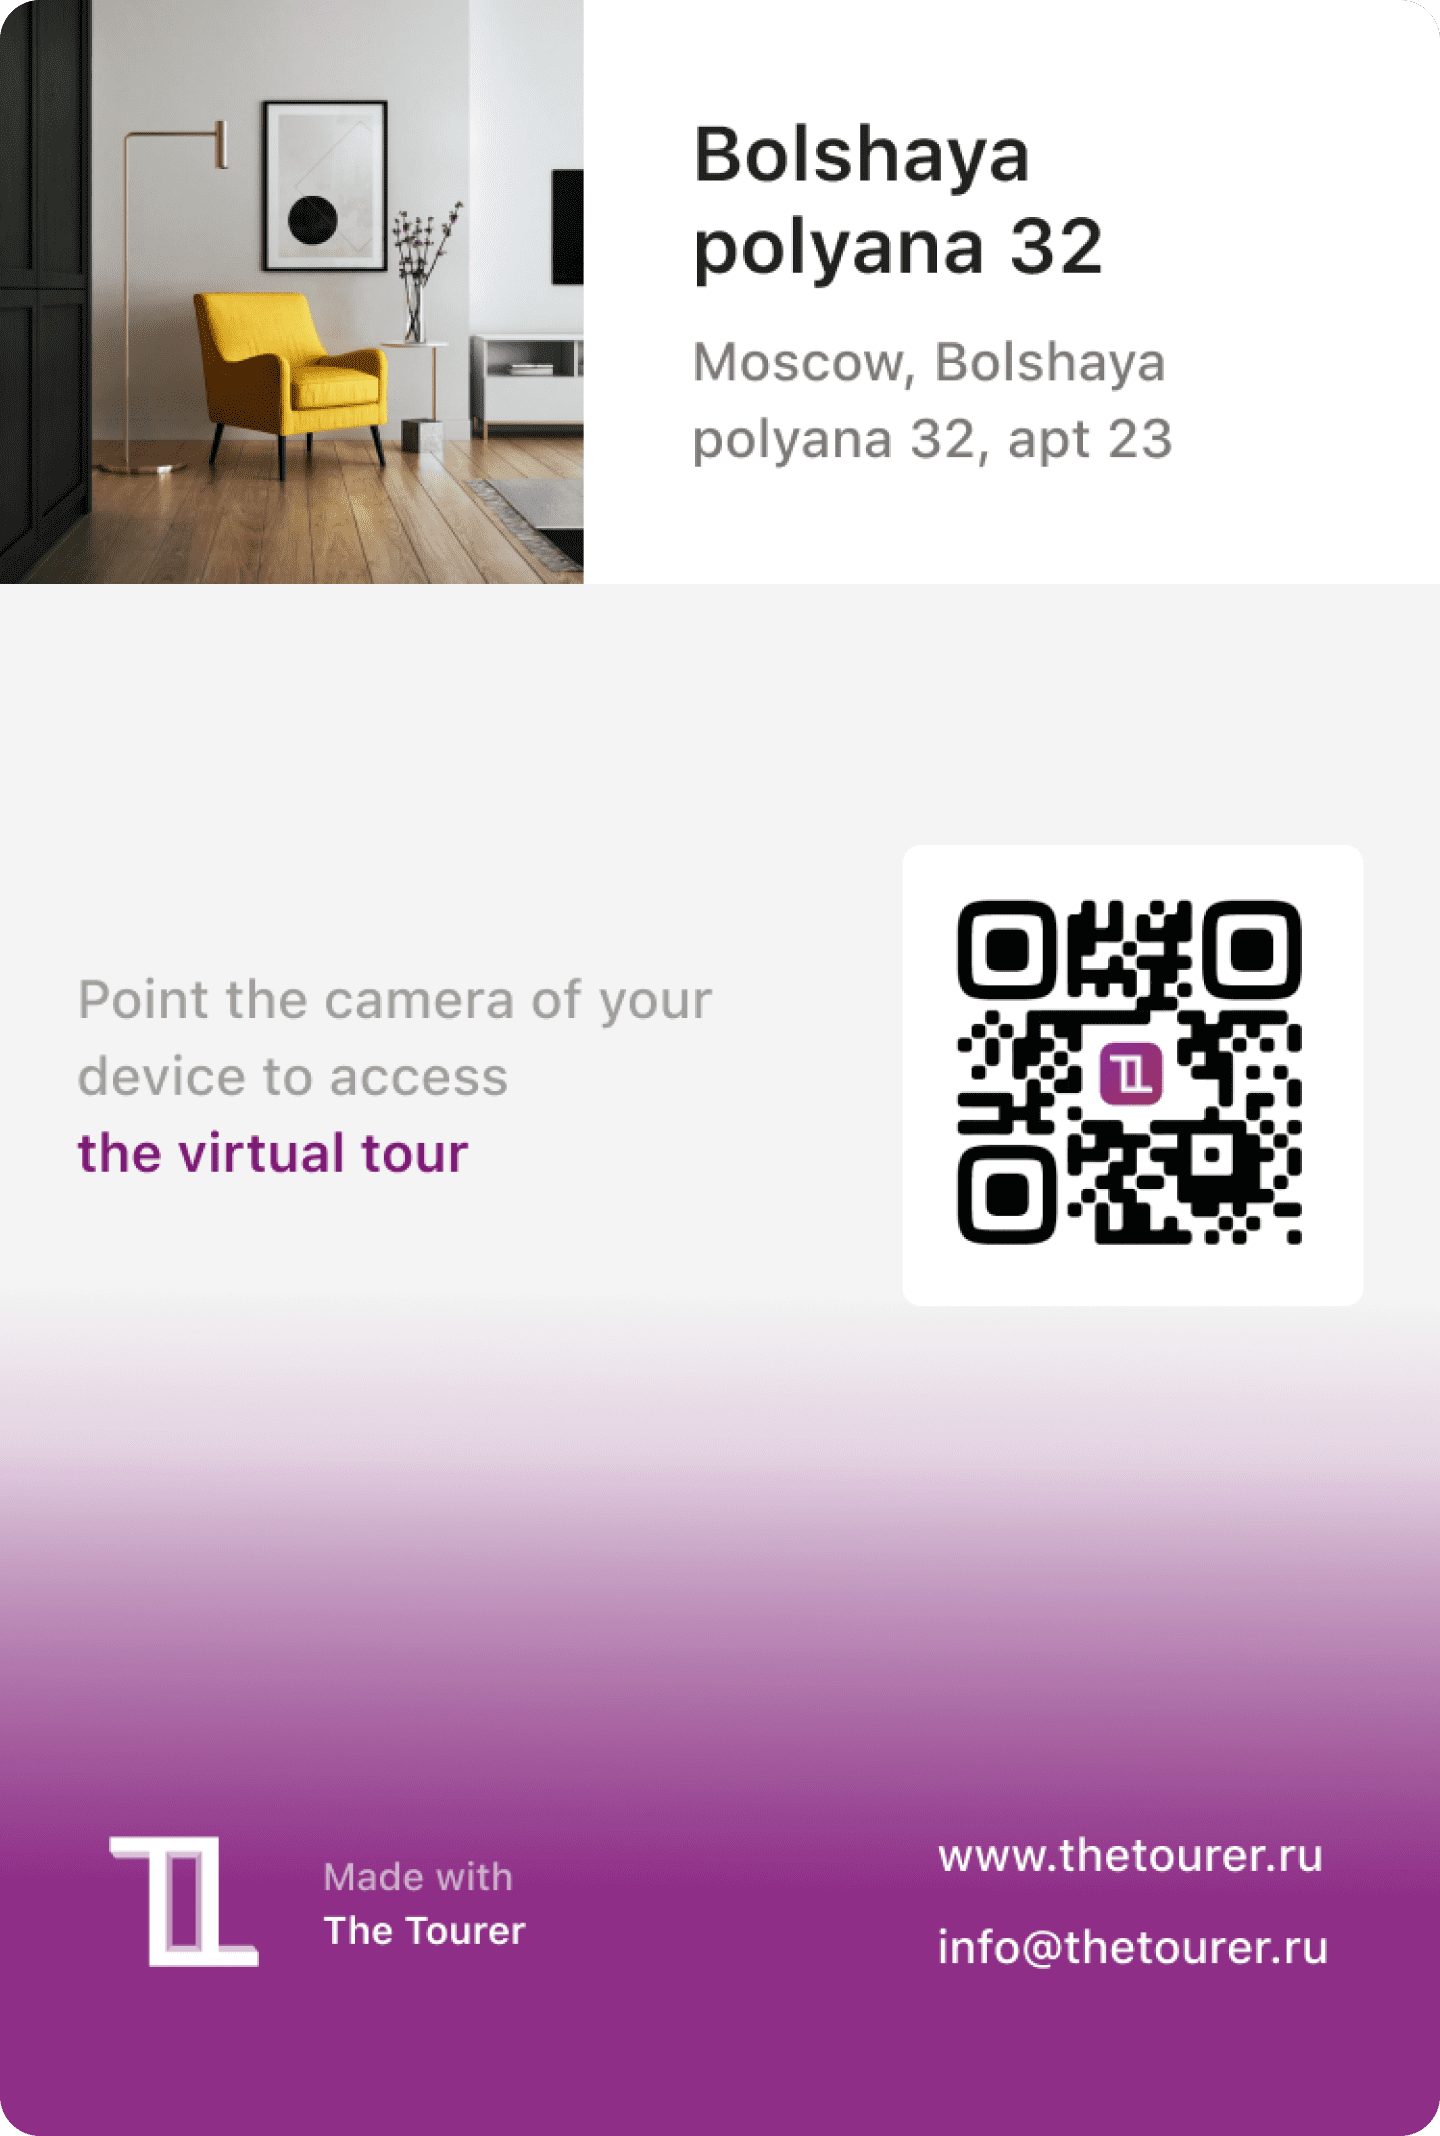 Bolshaya
polyana 32
Moscow, Bolshaya
polyana 32, apt 23
Point the camera of your
device to access
the virtual tour
Made with
The Tourer
www.thetourer.ru
info@thetourer.ru